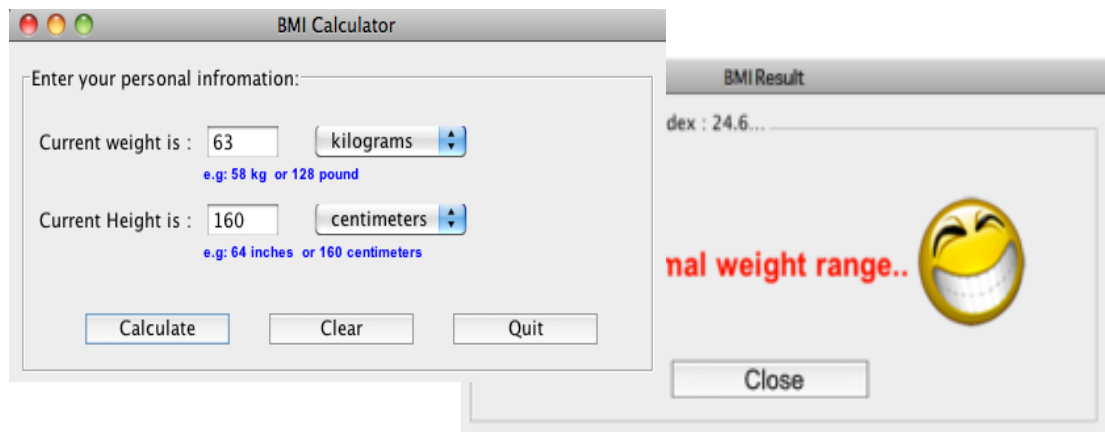 BMI Calculator
Enter your personal infromation:
Current weight is : 63 kilograms
e.g: 58 kg or 128 pound
Current Height is : 160 centimeters
e.g: 64 inches or 160 centimeters
Calculate Clear Quit
BMI Result
dex : 24.6...
mal weight range..
Close